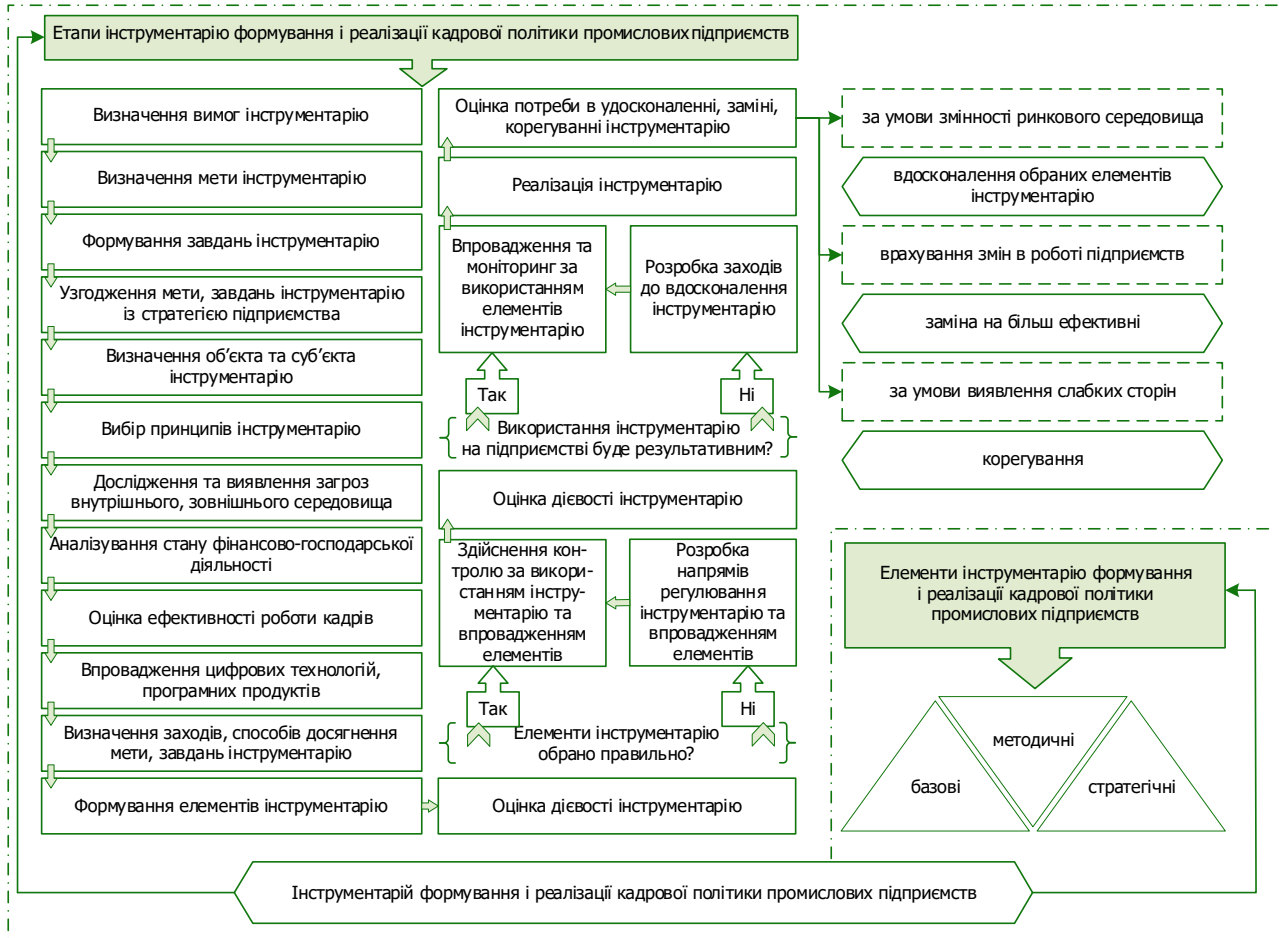 Етапи інструментарію формування і реалізації кадрової політики промислових підприємств
Визначення вимог інструментарію
Визначення мети інструментарію
Формування завдань інструментарію
Узгодження мети, завдань інструментарію
із стратегією підприємства
Визначення об’єкта та суб’єкта
інструментарію
Вибір принципів інструментарію
Дослідження та виявлення загроз
внутрішнього, зовнішнього середовища
Аналізування стану фінансово-господарської
діяльності
Оцінка ефективності роботи кадрів
Впровадження цифрових технологій,
програмних продуктів
Визначення заходів, способів досягнення
мети, завдань інструментарію
Формування елементів інструментарію
Оцінка потреби в удосконаленні, заміні,
корегуванні інструментарію
Реалізація інструментарію
Впровадження та
моніторинг за
використанням
елементів
інструментарію
Розробка заходів
до вдосконалення
інструментарію
Так
Ні
Використання інструментарію
на підприємстві буде результативним?
Оцінка дієвості інструментарію
Здійснення кон-
тролю за викори-
станням інстру-
ментарію та
впровадженням
елементів
Розробка
напрямів
регулювання
інструментарію та
впровадженням
елементів
Так
Ні
Елементи інструментарію
обрано правильно?
Оцінка дієвості інструментарію
за умови змінності ринкового середовища
вдосконалення обраних елементів
інструментарію
врахування змін в роботі підприємств
заміна на більш ефективні
за умови виявлення слабких сторін
корегування
Елементи інструментарію формування
і реалізації кадрової політики
промислових підприємств
методичні
базові
стратегічні
Інструментарій формування і реалізації кадрової політики промислових підприємств